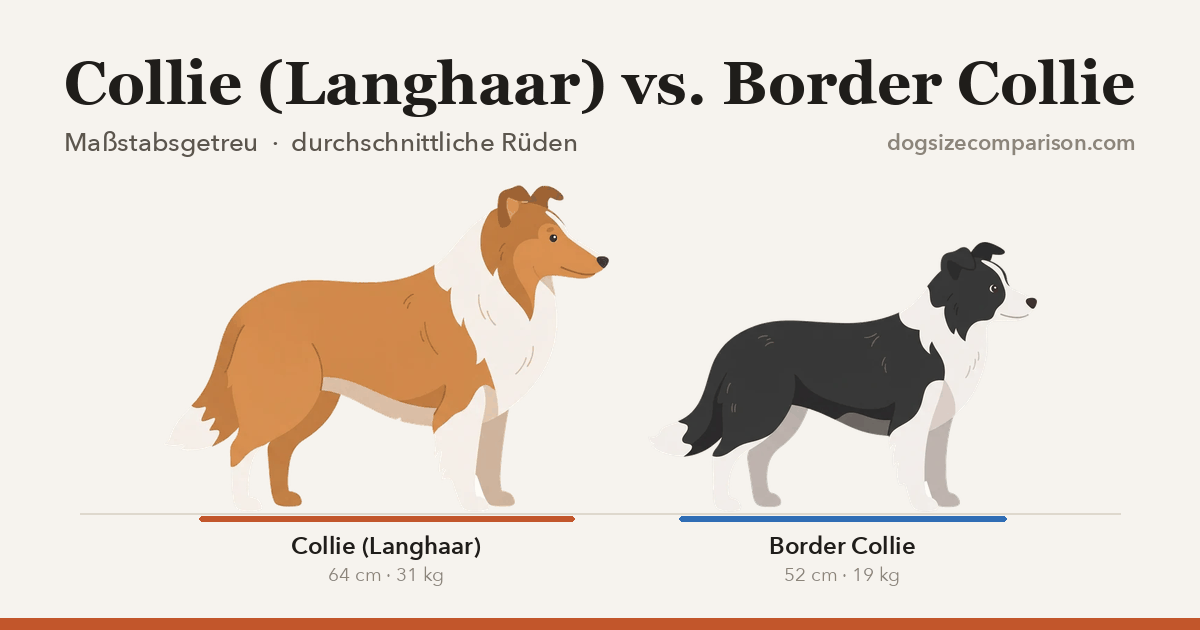 Collie (Langhaar) vs. Border Collie
Maßstabsgetreu · durchschnittliche Rüden
dogsizecomparison.com
Collie (Langhaar)
64 cm · 31 kg
Border Collie
52 cm · 19 kg